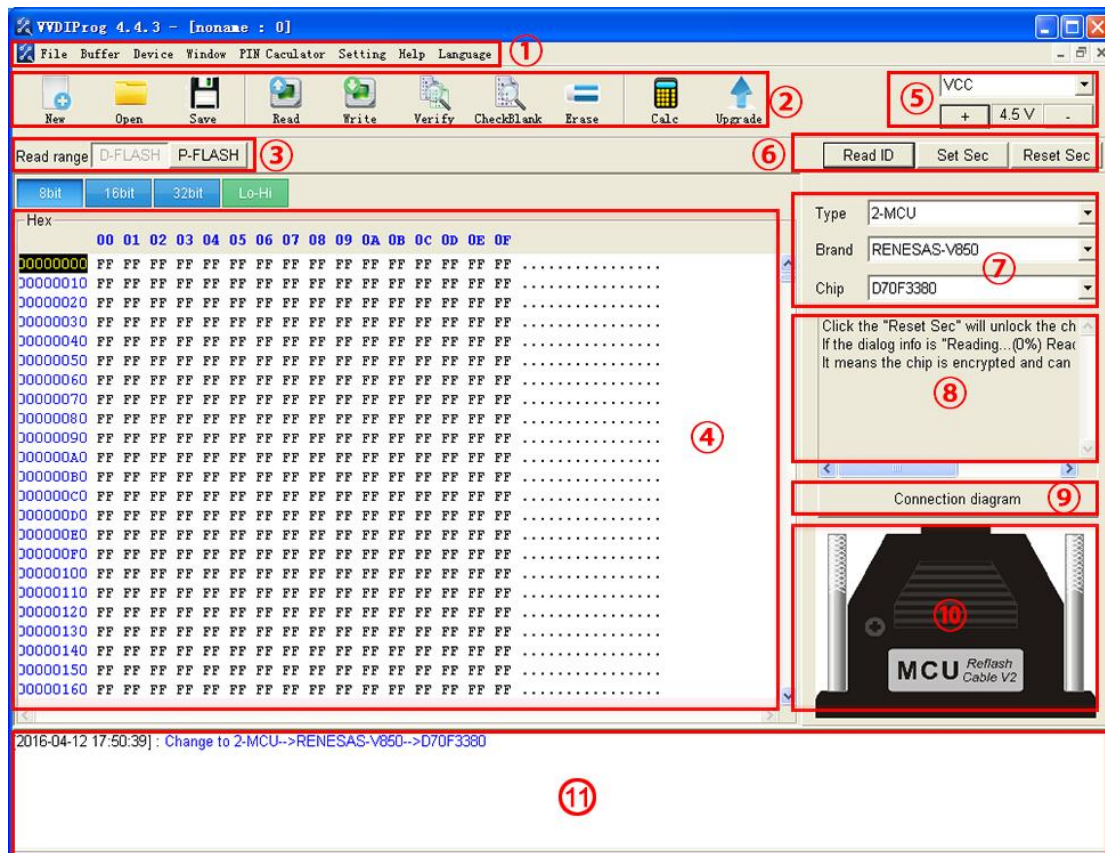 VVDIProg 4.4.3 - [noname : 0]
File Buffer Device Window PIN Caculator Setting Help Language ①
New Open Save Read Write Verify CheckBlank Erase Calc Upgrade ②
⑤ VCC
+ 4.5 V -
Read range D-FLASH P-FLASH ③
⑥ Read ID Set Sec Reset Sec
8bit 16bit 32bit Lo-Hi
Hex
00 01 02 03 04 05 06 07 08 09 0A 0B 0C 0D 0E 0F
00000000 FF FF FF FF FF FF FF FF FF FF FF FF FF FF FF FF ................
00000010 FF FF FF FF FF FF FF FF FF FF FF FF FF FF FF FF ................
00000020 FF FF FF FF FF FF FF FF FF FF FF FF FF FF FF FF ................
00000030 FF FF FF FF FF FF FF FF FF FF FF FF FF FF FF FF ................
00000040 FF FF FF FF FF FF FF FF FF FF FF FF FF FF FF FF ................
00000050 FF FF FF FF FF FF FF FF FF FF FF FF FF FF FF FF ................
00000060 FF FF FF FF FF FF FF FF FF FF FF FF FF FF FF FF ................
00000070 FF FF FF FF FF FF FF FF FF FF FF FF FF FF FF FF ................
00000080 FF FF FF FF FF FF FF FF FF FF FF FF FF FF FF FF ................
00000090 FF FF FF FF FF FF FF FF FF FF FF FF FF FF FF FF ................
000000A0 FF FF FF FF FF FF FF FF FF FF FF FF FF FF FF FF ................
000000B0 FF FF FF FF FF FF FF FF FF FF FF FF FF FF FF FF ................
000000C0 FF FF FF FF FF FF FF FF FF FF FF FF FF FF FF FF ................
000000D0 FF FF FF FF FF FF FF FF FF FF FF FF FF FF FF FF ................
000000E0 FF FF FF FF FF FF FF FF FF FF FF FF FF FF FF FF ................
000000F0 FF FF FF FF FF FF FF FF FF FF FF FF FF FF FF FF ................
00000100 FF FF FF FF FF FF FF FF FF FF FF FF FF FF FF FF ................
00000110 FF FF FF FF FF FF FF FF FF FF FF FF FF FF FF FF ................
00000120 FF FF FF FF FF FF FF FF FF FF FF FF FF FF FF FF ................
00000130 FF FF FF FF FF FF FF FF FF FF FF FF FF FF FF FF ................
00000140 FF FF FF FF FF FF FF FF FF FF FF FF FF FF FF FF ................
00000150 FF FF FF FF FF FF FF FF FF FF FF FF FF FF FF FF ................
00000160 FF FF FF FF FF FF FF FF FF FF FF FF FF FF FF FF ................
④
Type 2-MCU
Brand RENESAS-V850
⑦
Chip D70F3380
Click the "Reset Sec" will unlock the ch
If the dialog info is "Reading...(0%) Read
It means the chip is encrypted and can
⑧
Connection diagram ⑨
⑩
MCU Reflash
Cable V2
[2016-04-12 17:50:39] : Change to 2-MCU-->RENESAS-V850-->D70F3380
⑪